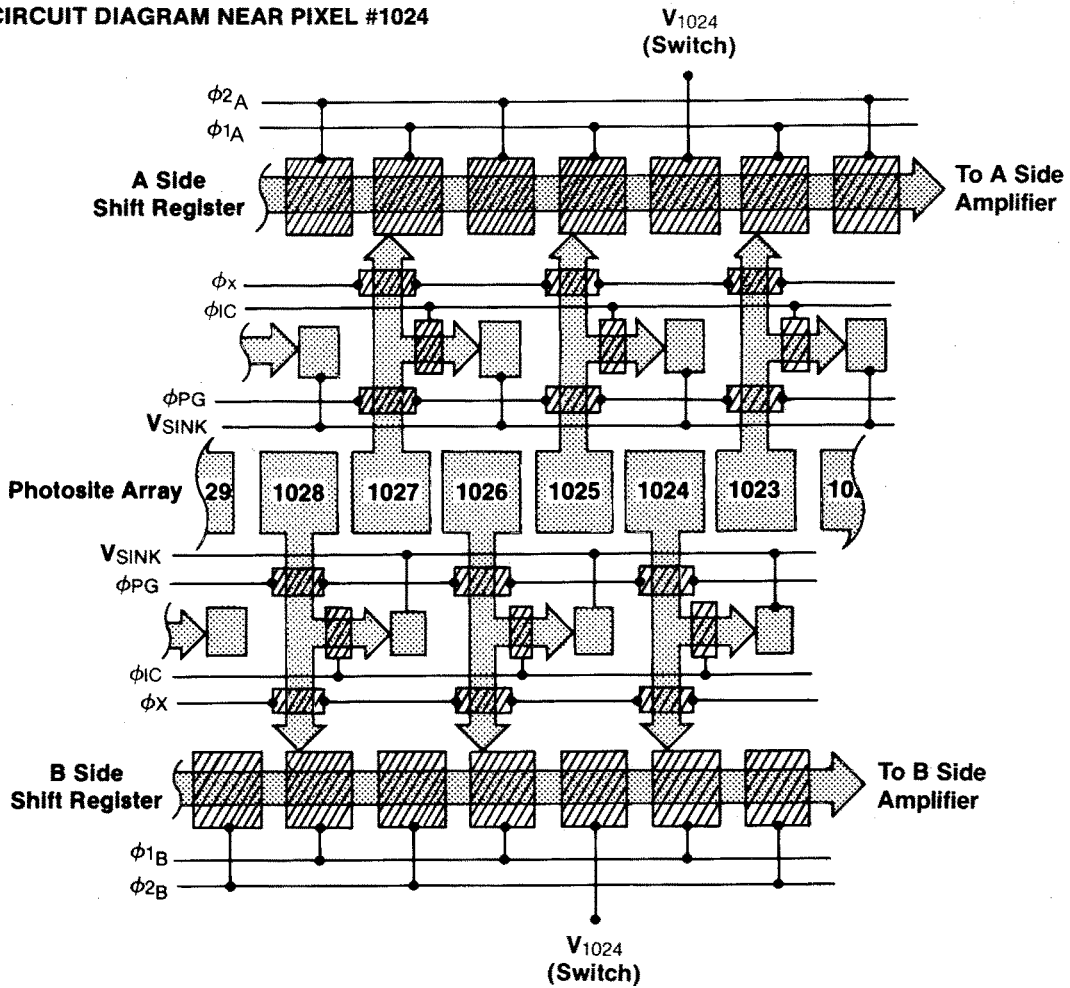 CIRCUIT DIAGRAM NEAR PIXEL #1024
V1024
(Switch)
ϕ2A
ϕ1A
A Side
Shift Register
To A Side
Amplifier
ϕX
ϕIC
ϕPG
VSINK
Photosite Array
29 1028 1027 1026 1025 1024 1023
VSINK
ϕPG
ϕIC
ϕX
B Side
Shift Register
To B Side
Amplifier
ϕ1B
ϕ2B
V1024
(Switch)